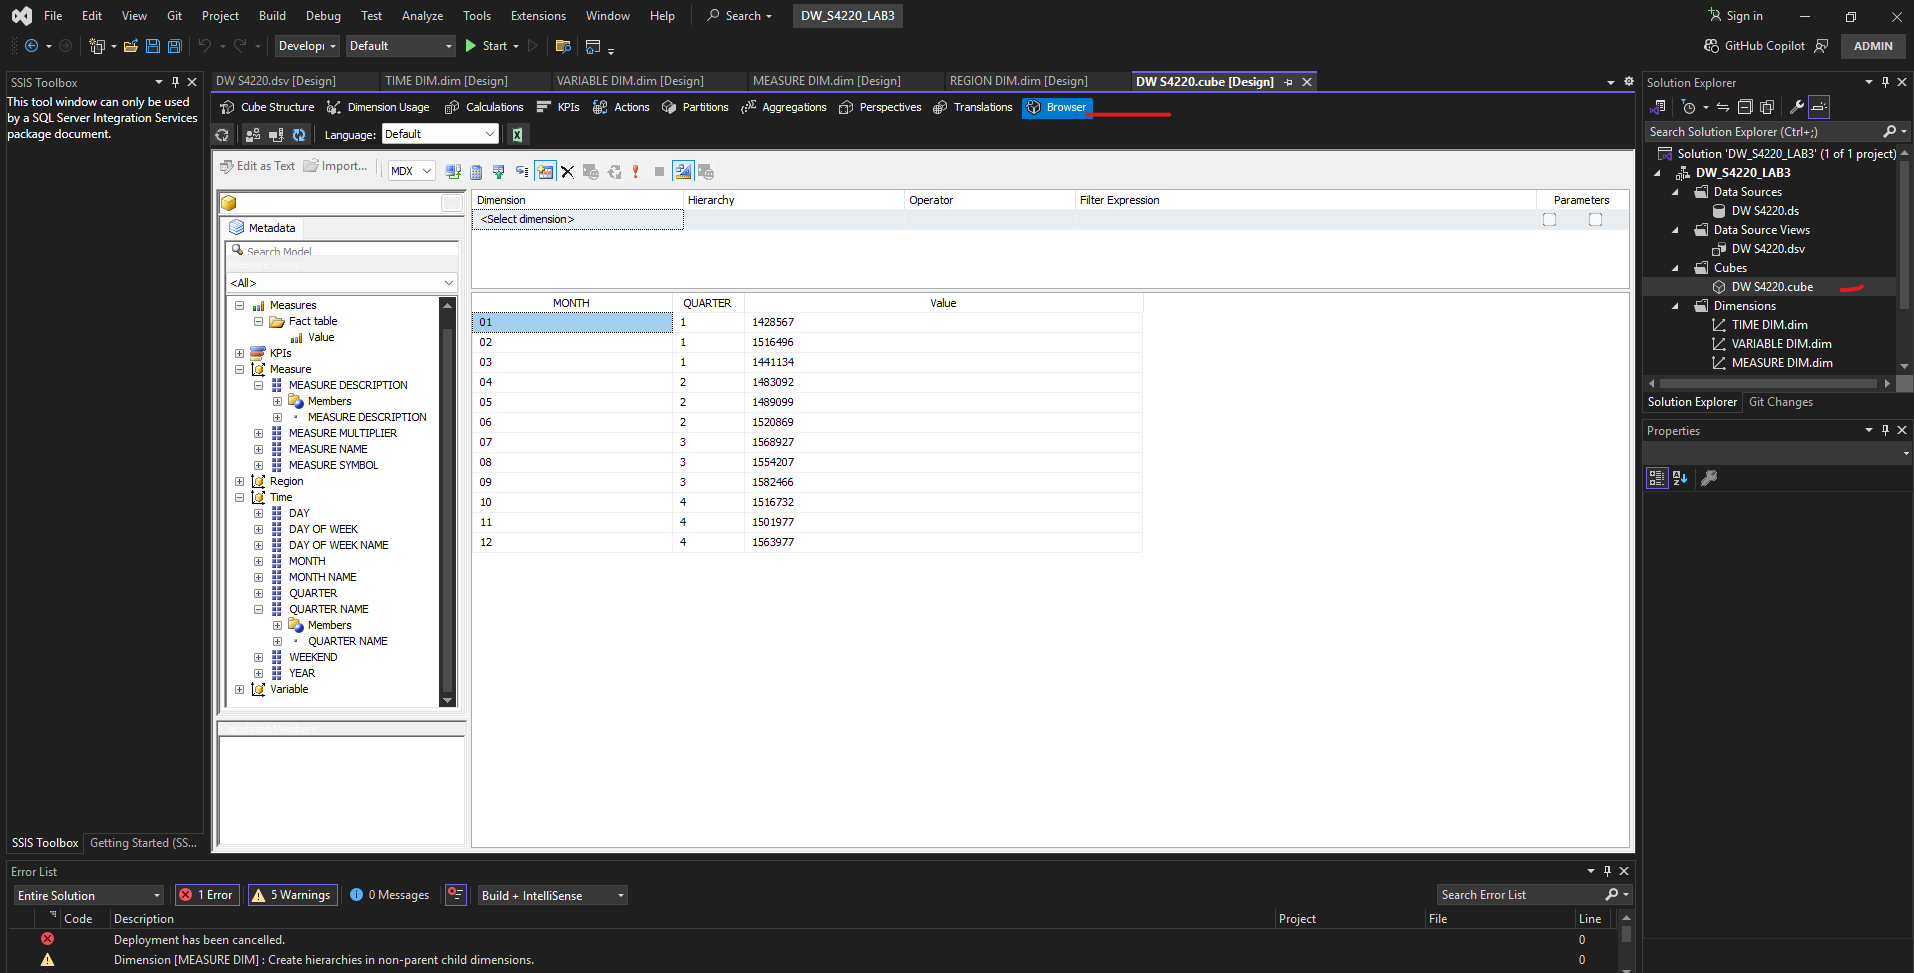 File Edit View Git Project Build Debug Test Analyze Tools Extensions Window Help Search DW_S4220_LAB3 Sign in
Developi Default Start GitHub Copilot ADMIN
SSIS Toolbox
This tool window can only be used
by a SQL Server Integration Services
package document.
SSIS Toolbox Getting Started (SS...
DW S4220.dsv [Design] TIME DIM.dim [Design] VARIABLE DIM.dim [Design] MEASURE DIM.dim [Design] REGION DIM.dim [Design] DW S4220.cube [Design]
Cube Structure Dimension Usage Calculations KPIs Actions Partitions Aggregations Perspectives Translations Browser
Language: Default
Edit as Text Import... MDX
Metadata
Search Model
<All>
Measures
Fact table
Value
KPIs
Measure
MEASURE DESCRIPTION
Members
MEASURE DESCRIPTION
MEASURE MULTIPLIER
MEASURE NAME
MEASURE SYMBOL
Region
Time
DAY
DAY OF WEEK
DAY OF WEEK NAME
MONTH
MONTH NAME
QUARTER
QUARTER NAME
Members
QUARTER NAME
WEEKEND
YEAR
Variable
Dimension Hierarchy Operator Filter Expression Parameters
<Select dimension>
MONTH QUARTER Value
01 1 1428567
02 1 1516496
03 1 1441134
04 2 1483092
05 2 1489099
06 2 1520869
07 3 1568927
08 3 1554207
09 3 1582466
10 4 1516732
11 4 1501977
12 4 1563977
Solution Explorer
Search Solution Explorer (Ctrl+;)
Solution 'DW_S4220_LAB3' (1 of 1 project)
DW_S4220_LAB3
Data Sources
DW S4220.ds
Data Source Views
DW S4220.dsv
Cubes
DW S4220.cube
Dimensions
TIME DIM.dim
VARIABLE DIM.dim
MEASURE DIM.dim
Solution Explorer Git Changes
Properties
Error List
Entire Solution 1 Error 5 Warnings 0 Messages Build + IntelliSense Search Error List
Code Description Project File Line
Deployment has been cancelled. 0
Dimension [MEASURE DIM] : Create hierarchies in non-parent child dimensions. 0